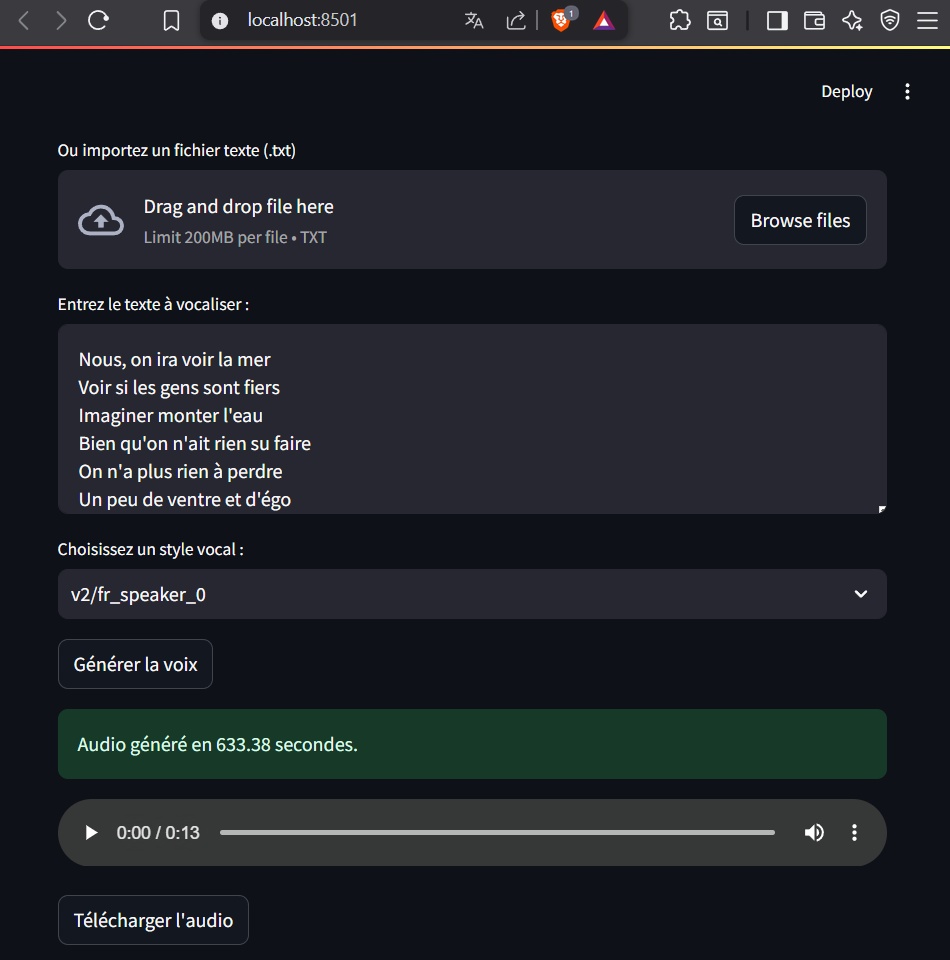 localhost:8501
1
Deploy
Ou importez un fichier texte (.txt)
Drag and drop file here
Limit 200MB per file • TXT
Browse files
Entrez le texte à vocaliser :
Nous, on ira voir la mer
Voir si les gens sont fiers
Imaginer monter l'eau
Bien qu'on n'ait rien su faire
On n'a plus rien à perdre
Un peu de ventre et d'égo
Choisissez un style vocal :
v2/fr_speaker_0
Générer la voix
Audio généré en 633.38 secondes.
0:00 / 0:13
Télécharger l'audio